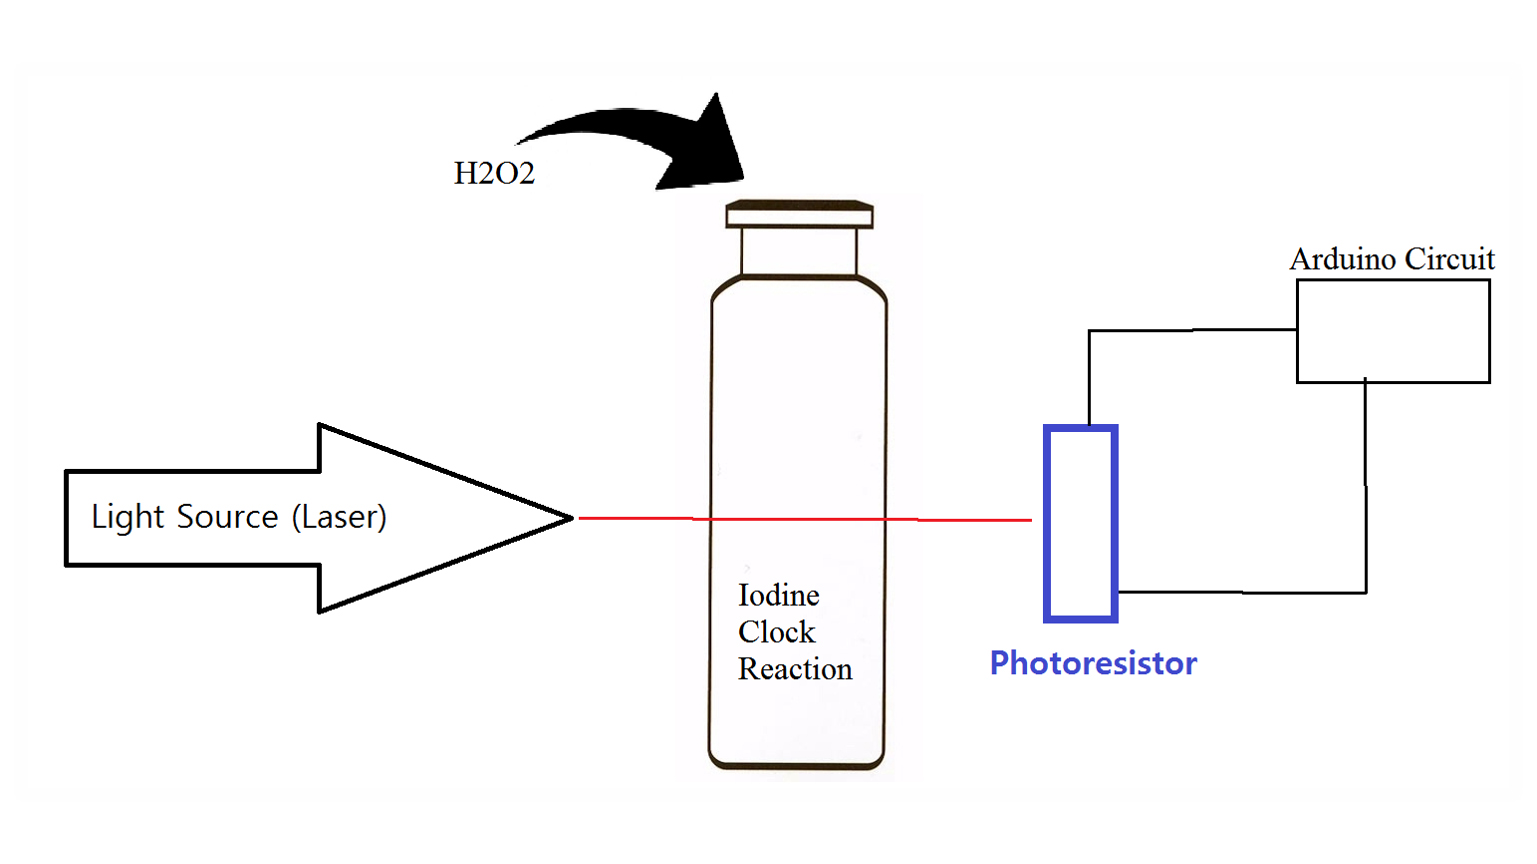 H2O2
Arduino Circuit
Light Source (Laser)
Iodine
Clock
Reaction
Photoresistor